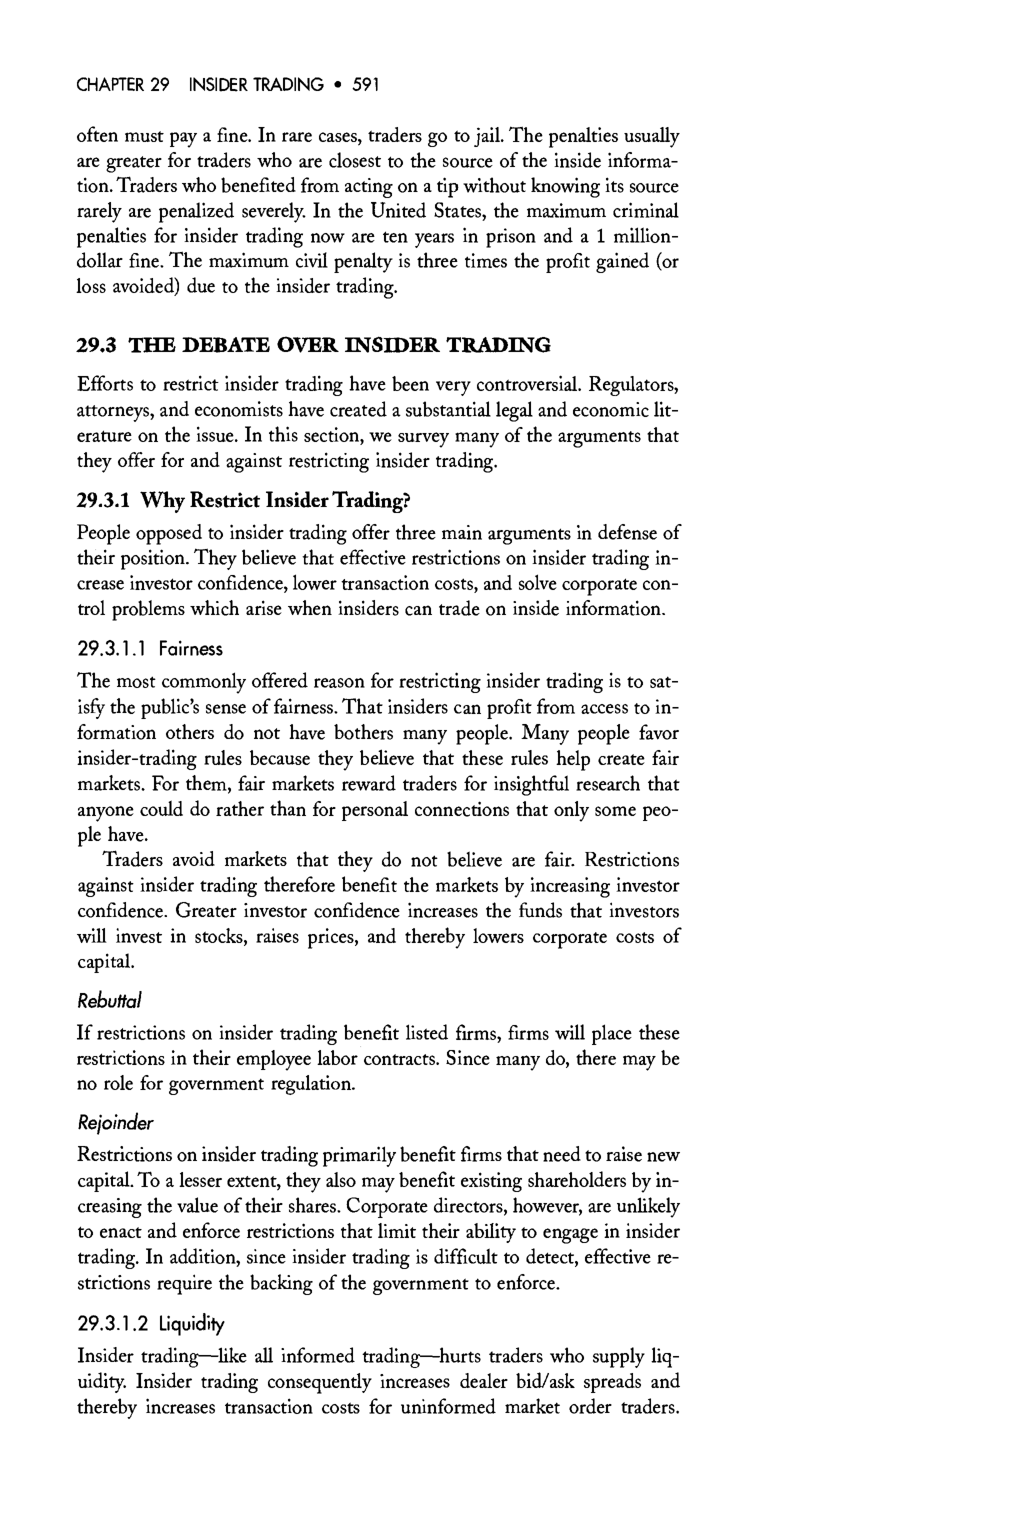 CHAPTER 29 INSIDER TRADING • 591
often must pay a fine. In rare cases, traders go to jail. The penalties usually
are greater for traders who are closest to the source of the inside informa-
tion. Traders who benefited from acting on a tip without knowing its source
rarely are penalized severely. In the United States, the maximum criminal
penalties for insider trading now are ten years in prison and a 1 million-
dollar fine. The maximum civil penalty is three times the profit gained (or
loss avoided) due to the insider trading.
29.3 THE DEBATE OVER INSIDER TRADING
Efforts to restrict insider trading have been very controversial. Regulators,
attorneys, and economists have created a substantial legal and economic lit-
erature on the issue. In this section, we survey many of the arguments that
they offer for and against restricting insider trading.
29.3.1 Why Restrict Insider Trading?
People opposed to insider trading offer three main arguments in defense of
their position. They believe that effective restrictions on insider trading in-
crease investor confidence, lower transaction costs, and solve corporate con-
trol problems which arise when insiders can trade on inside information.
29.3.1.1 Fairness
The most commonly offered reason for restricting insider trading is to sat-
isfy the public's sense of fairness. That insiders can profit from access to in-
formation others do not have bothers many people. Many people favor
insider-trading rules because they believe that these rules help create fair
markets. For them, fair markets reward traders for insightful research that
anyone could do rather than for personal connections that only some peo-
ple have.
Traders avoid markets that they do not believe are fair. Restrictions
against insider trading therefore benefit the markets by increasing investor
confidence. Greater investor confidence increases the funds that investors
will invest in stocks, raises prices, and thereby lowers corporate costs of
capital.
Rebuttal
If restrictions on insider trading benefit listed firms, firms will place these
restrictions in their employee labor contracts. Since many do, there may be
no role for government regulation.
Rejoinder
Restrictions on insider trading primarily benefit firms that need to raise new
capital. To a lesser extent, they also may benefit existing shareholders by in-
creasing the value of their shares. Corporate directors, however, are unlikely
to enact and enforce restrictions that limit their ability to engage in insider
trading. In addition, since insider trading is difficult to detect, effective re-
strictions require the backing of the government to enforce.
29.3.1.2 Liquidity
Insider trading—like all informed trading—hurts traders who supply liq-
uidity. Insider trading consequently increases dealer bid/ask spreads and
thereby increases transaction costs for uninformed market order traders.